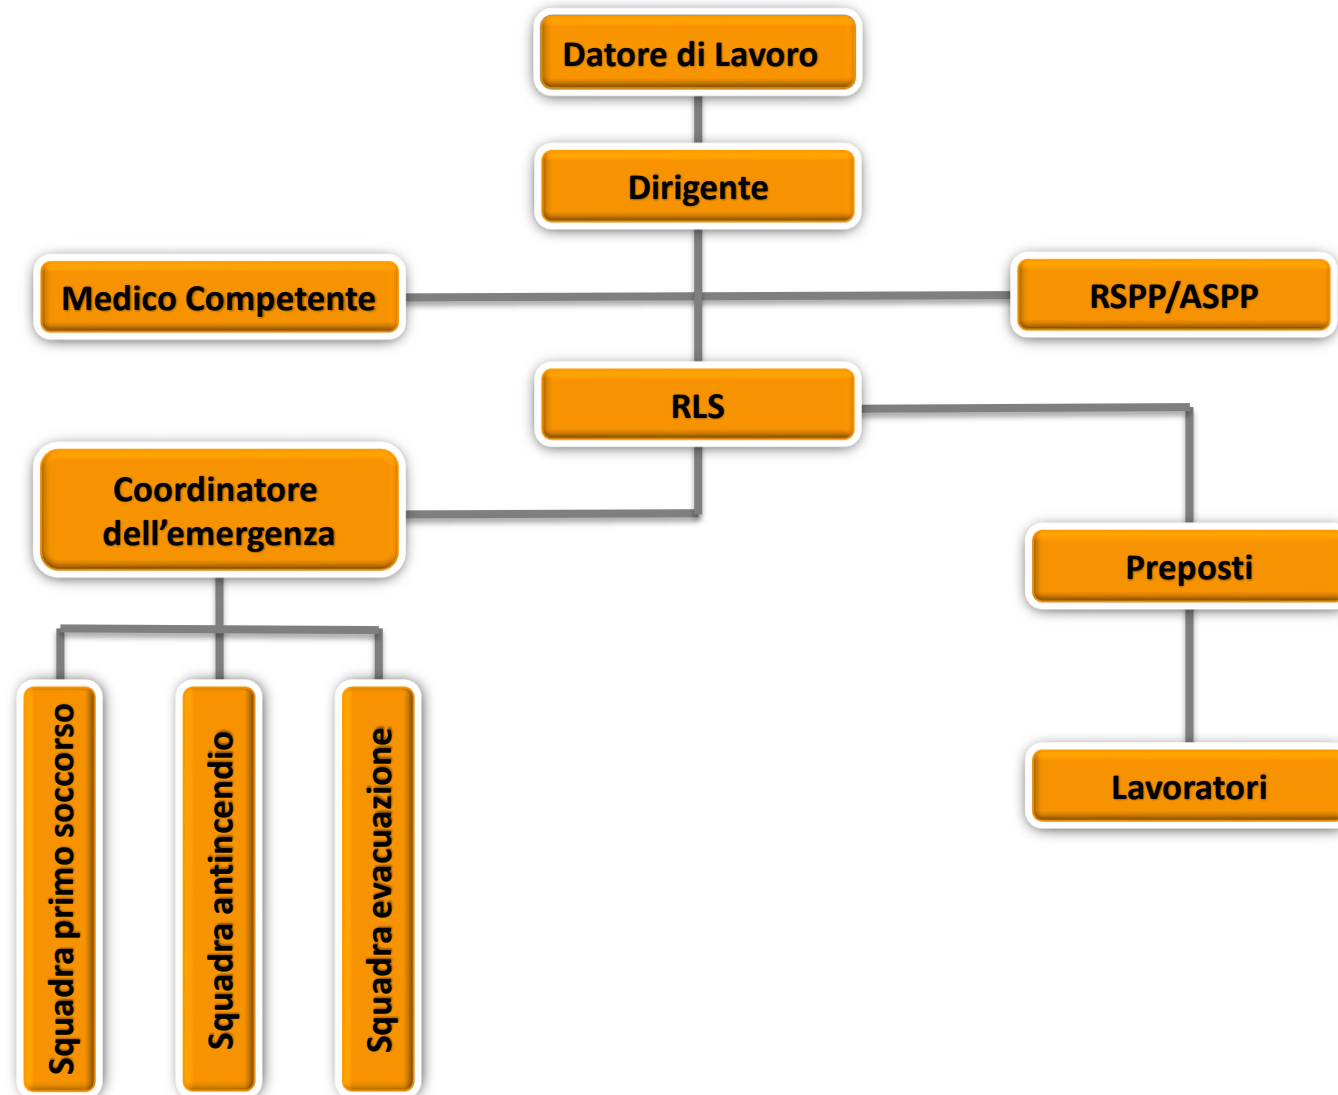 Datore di Lavoro
Dirigente
Medico Competente
RSPP/ASPP
RLS
Coordinatore
dell’emergenza
Preposti
Lavoratori
Squadra primo soccorso
Squadra antincendio
Squadra evacuazione